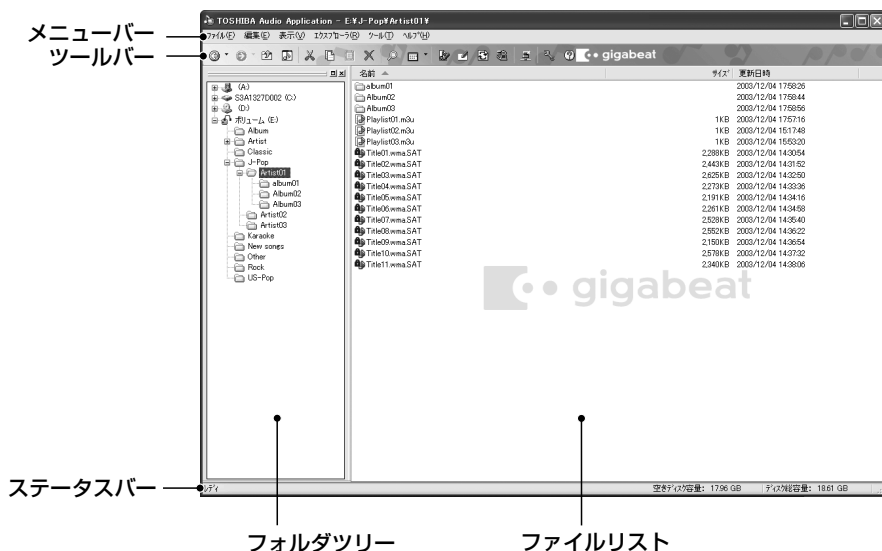 メニューバー
ツールバー
TOSHIBA Audio Application - E:¥J-Pop¥Artist01¥
ファイル(F) 編集(E) 表示(V) エクスプローラ(R) ツール(T) ヘルプ(H)
gigabeat
(A:)
S3A1327D002 (C:)
(D:)
ボリューム (E:)
Album
Artist
Classic
J-Pop
Artist01
album01
Album02
Album03
Artist02
Artist03
Karaoke
New songs
Other
Rock
US-Pop
名前 サイズ 更新日時
album01 2003/12/04 17:58:26
Album02 2003/12/04 17:58:44
Album03 2003/12/04 17:58:56
Playlist01.m3u 1KB 2003/12/04 17:57:16
Playlist02.m3u 1KB 2003/12/04 15:17:48
Playlist03.m3u 1KB 2003/12/04 15:53:20
Title01.wma.SAT 2,288KB 2003/12/04 14:30:54
Title02.wma.SAT 2,443KB 2003/12/04 14:31:52
Title03.wma.SAT 2,625KB 2003/12/04 14:32:50
Title04.wma.SAT 2,273KB 2003/12/04 14:33:36
Title05.wma.SAT 2,191KB 2003/12/04 14:34:16
Title06.wma.SAT 2,261KB 2003/12/04 14:34:58
Title07.wma.SAT 2,528KB 2003/12/04 14:35:40
Title08.wma.SAT 2,552KB 2003/12/04 14:36:22
Title09.wma.SAT 2,150KB 2003/12/04 14:36:54
Title10.wma.SAT 2,578KB 2003/12/04 14:37:32
Title11.wma.SAT 2,340KB 2003/12/04 14:38:06
gigabeat
ステータスバー
レディ 空きディスク容量: 17.96 GB ディスク総容量: 18.61 GB
フォルダツリー ファイルリスト